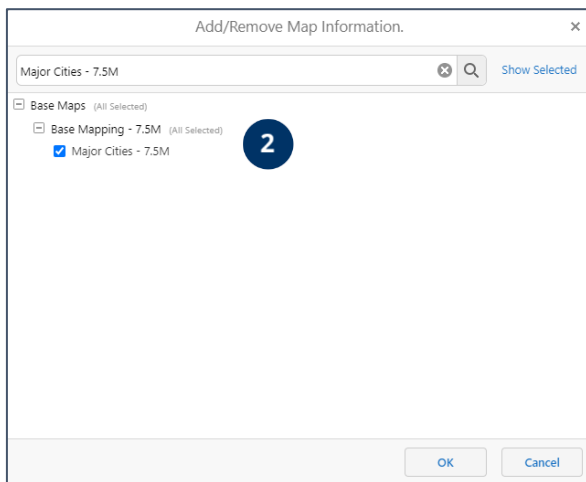 Add/Remove Map Information.
Major Cities - 7.5M
Show Selected
Base Maps (All Selected)
Base Mapping - 7.5M (All Selected)
2
Major Cities - 7.5M
OK
Cancel